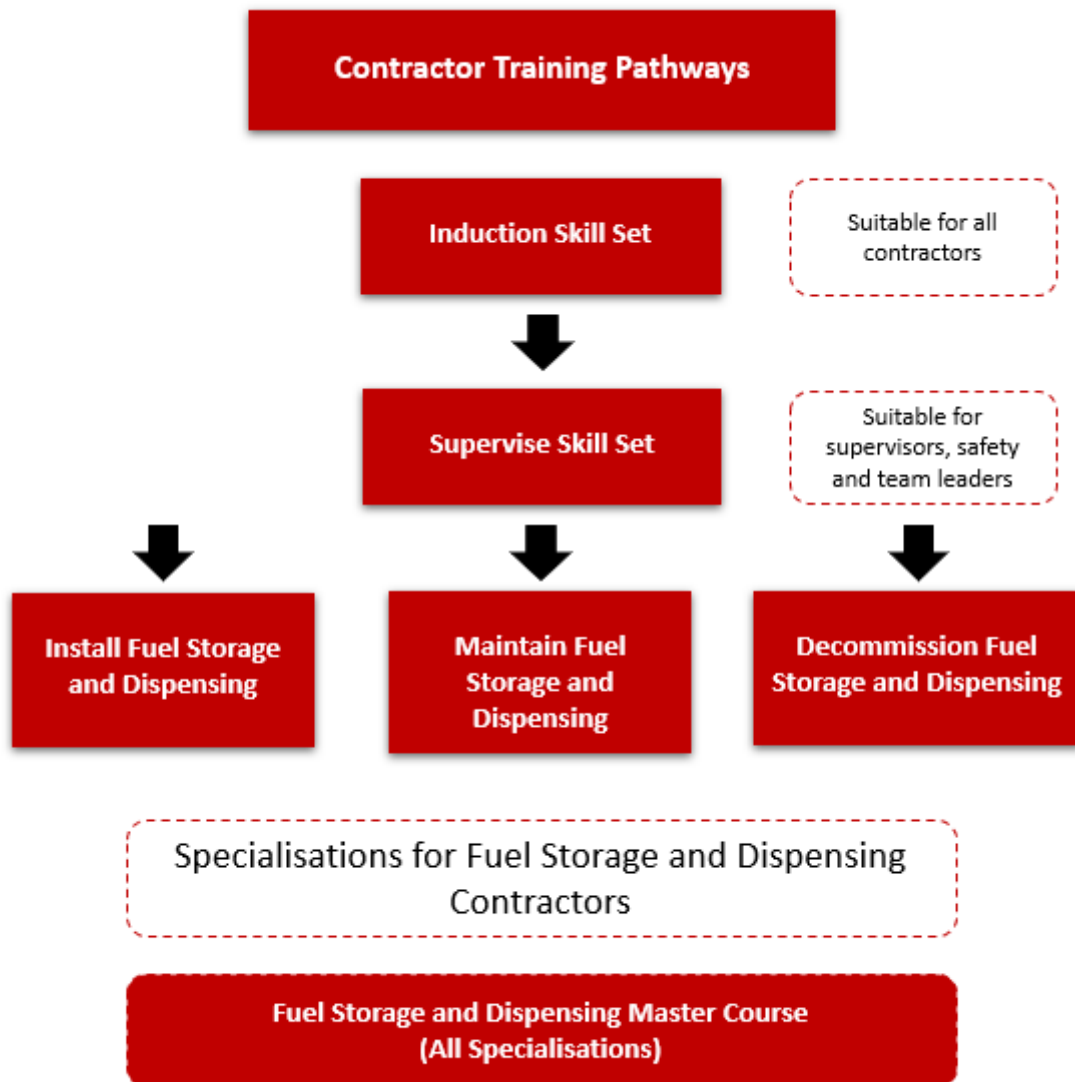 Contractor Training Pathways
Induction Skill Set
Suitable for all
contractors
Supervise Skill Set
Suitable for
supervisors, safety
and team leaders
Install Fuel Storage
and Dispensing
Maintain Fuel
Storage and
Dispensing
Decommission Fuel
Storage and Dispensing
Specialisations for Fuel Storage and Dispensing
Contractors
Fuel Storage and Dispensing Master Course
(All Specialisations)